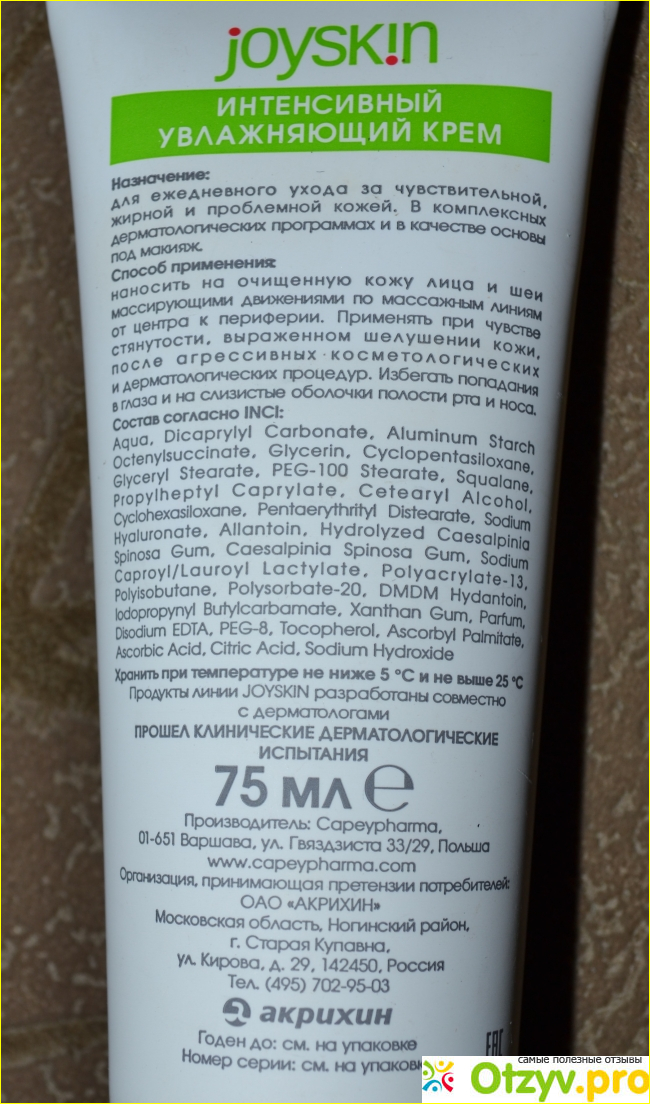 joyskin
ИНТЕНСИВНЫЙ
УВЛАЖНЯЮЩИЙ КРЕМ
Назначение:
для ежедневного ухода за чувствительной,
жирной и проблемной кожей. В комплексных
дерматологических программах и в качестве основы
под макияж.
Способ применения:
наносить на очищенную кожу лица и шеи
массирующими движениями по массажным линиям
от центра к периферии. Применять при чувстве
стянутости, выраженном шелушении кожи,
после агрессивных косметологических
и дерматологических процедур. Избегать попадания
в глаза и на слизистые оболочки полости рта и носа.
Состав согласно INCI:
Aqua, Dicaprylyl Carbonate, Aluminum Starch
Octenylsuccinate, Glycerin, Cyclopentasiloxane,
Glyceryl Stearate, PEG-100 Stearate, Squalane,
Propylheptyl Caprylate, Cetearyl Alcohol,
Cyclohexasiloxane, Pentaerythrityl Distearate, Sodium
Hyaluronate, Allantoin, Hydrolyzed Caesalpinia
Spinosa Gum, Caesalpinia Spinosa Gum, Sodium
Caproyl/Lauroyl Lactylate, Polyacrylate-13,
Polyisobutane, Polysorbate-20, DMDM Hydantoin,
Iodopropynyl Butylcarbamate, Xanthan Gum, Parfum,
Disodium EDTA, PEG-8, Tocopherol, Ascorbyl Palmitate,
Ascorbic Acid, Citric Acid, Sodium Hydroxide
Хранить при температуре не ниже 5 °C и не выше 25 °C
Продукты линии JOYSKIN разработаны совместно
с дерматологами
ПРОШЕЛ КЛИНИЧЕСКИЕ ДЕРМАТОЛОГИЧЕСКИЕ
ИСПЫТАНИЯ
75 МЛ ℮
Производитель: Capeypharma,
01-651 Варшава, ул. Гвяздзиста 33/29, Польша
www.capeypharma.com
Организация, принимающая претензии потребителей:
ОАО «АКРИХИН»
Московская область, Ногинский район,
г. Старая Купавна,
ул. Кирова, д. 29, 142450, Россия
Тел. (495) 702-95-03
акрихин
Годен до: см. на упаковке
Номер серии: см. на упаковк
EAC
самые полезные отзывы
Otzyv.pro